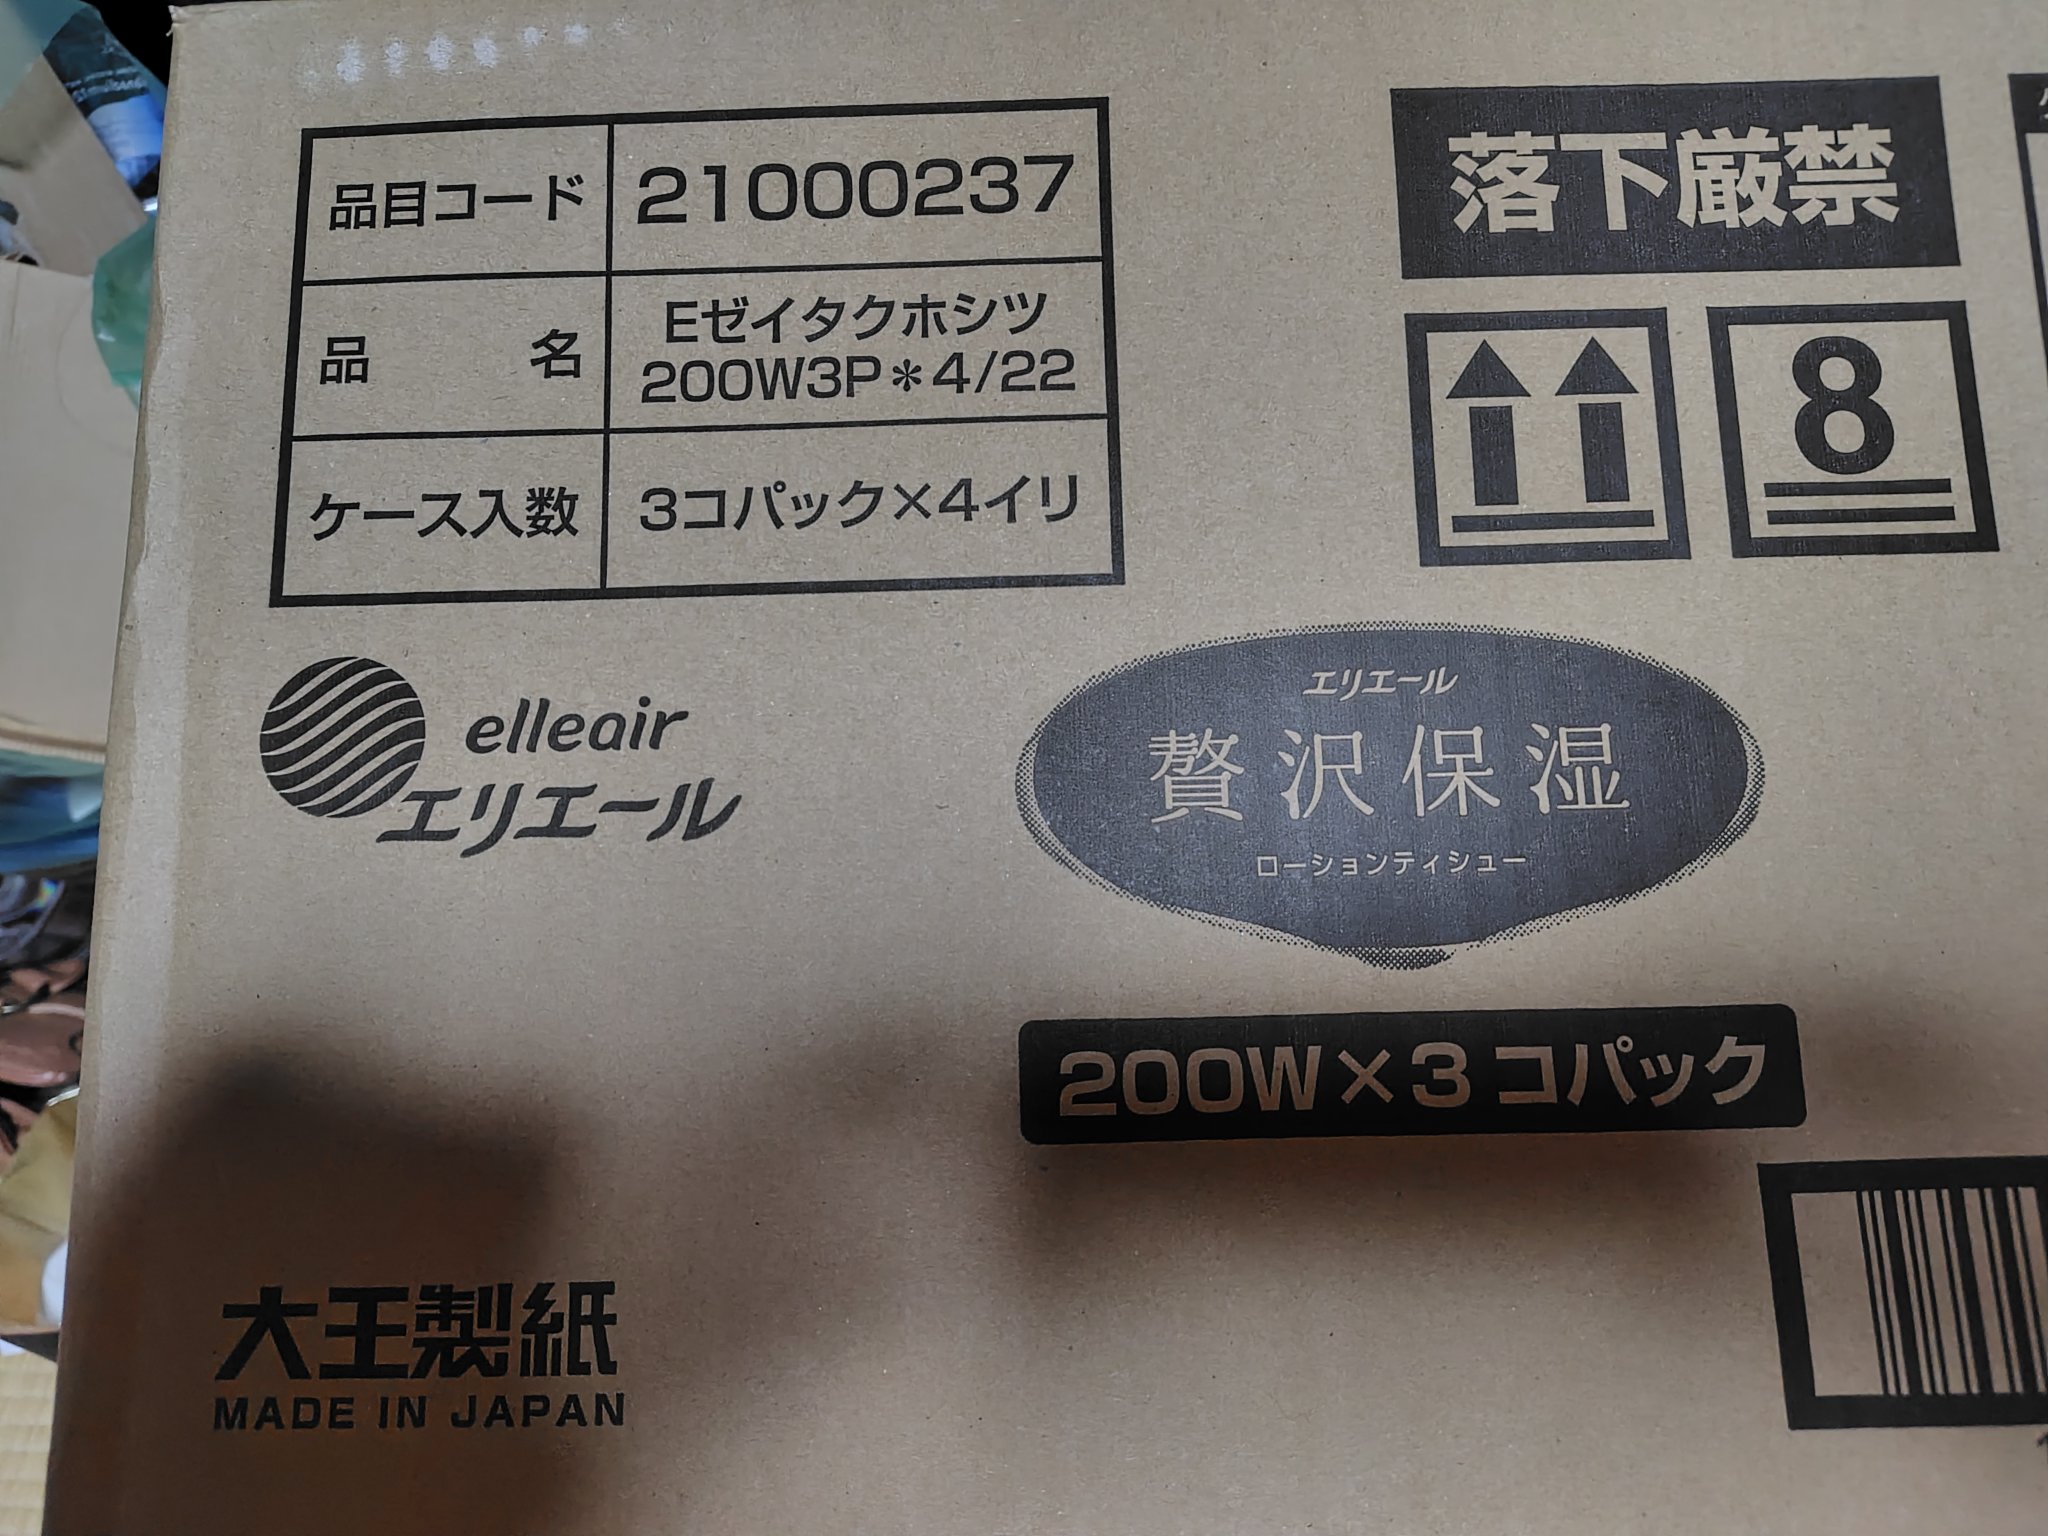 品目コード 21000237
品名 Eゼイタクホシツ
200W3P＊4/22
ケース入数 3コパック×4イリ
落下厳禁
8
elleair
エリエール
エリエール
贅沢保湿
ローションティシュー
200W×3コパック
大王製紙
MADE IN JAPAN